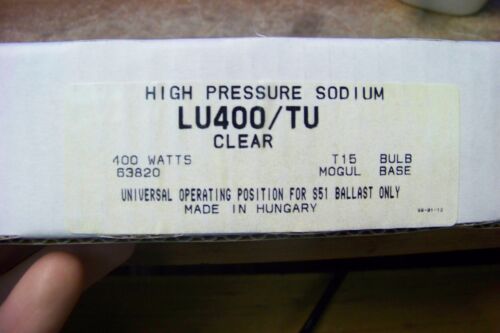 HIGH PRESSURE SODIUM
LU400/TU
CLEAR
400 WATTS T15 BULB
63820 MOGUL BASE
UNIVERSAL OPERATING POSITION FOR S51 BALLAST ONLY
MADE IN HUNGARY